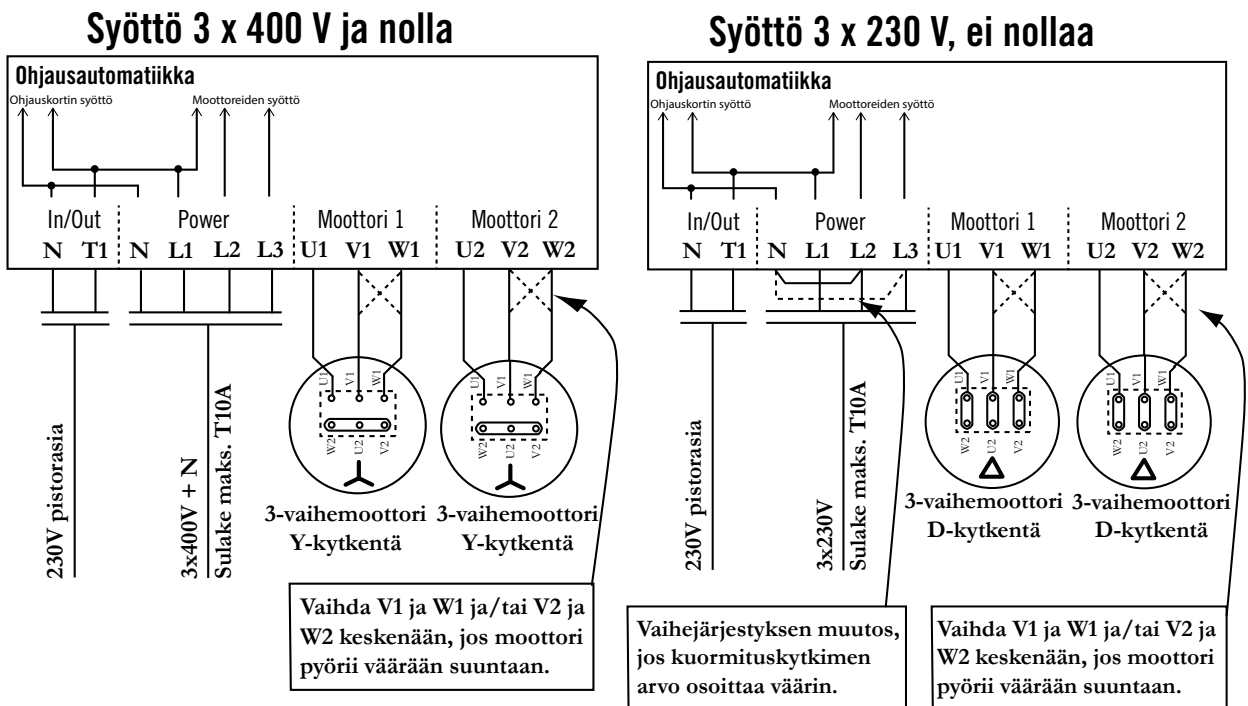 Syöttö 3 x 400 V ja nolla
Ohjausautomatiikka
Ohjauskortin syöttö
Moottoreiden syöttö
In/Out
Power
Moottori 1
Moottori 2
N T1 N L1 L2 L3 U1 V1 W1 U2 V2 W2
230V pistorasia
3x400V + N
Sulake maks. T10A
U1 V1 W1
W2 U2 V2
3-vaihemoottori
Y-kytkentä
U1 V1 W1
W2 U2 V2
3-vaihemoottori
Y-kytkentä
Vaihda V1 ja W1 ja/tai V2 ja
W2 keskenään, jos moottori
pyörii väärään suuntaan.
Syöttö 3 x 230 V, ei nollaa
Ohjausautomatiikka
Ohjauskortin syöttö
Moottoreiden syöttö
In/Out
Power
Moottori 1
Moottori 2
N T1 N L1 L2 L3 U1 V1 W1 U2 V2 W2
230V pistorasia
3x230V
Sulake maks. T10A
U1 V1 W1
W2 U2 V2
3-vaihemoottori
D-kytkentä
U1 V1 W1
W2 U2 V2
3-vaihemoottori
D-kytkentä
Vaihejärjestyksen muutos,
jos kuormituskytkimen
arvo osoittaa väärin.
Vaihda V1 ja W1 ja/tai V2 ja
W2 keskenään, jos moottori
pyörii väärään suuntaan.